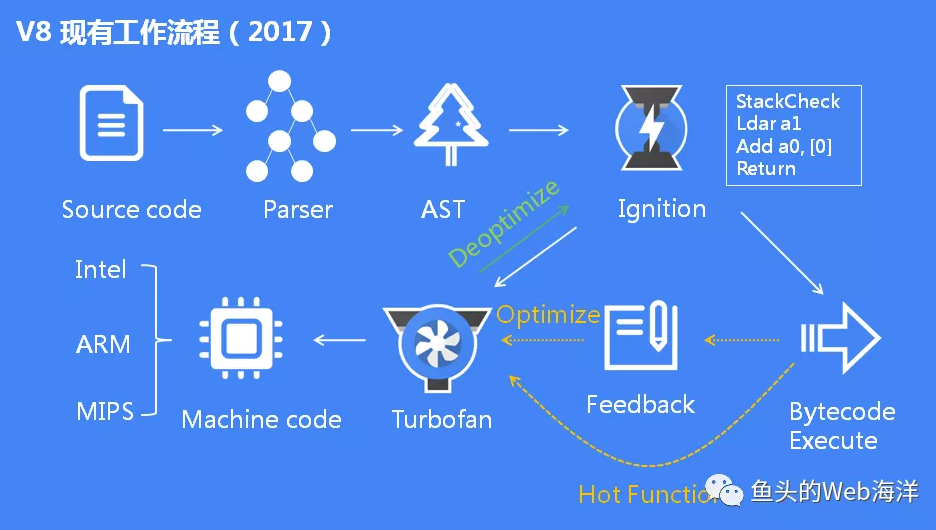 V8 现有工作流程（2017）
StackCheck
Ldar a1
Add a0, [0]
Return
Source code
Parser
AST
Ignition
Deoptimize
Intel
ARM
MIPS
Machine code
Turbofan
Optimize
Feedback
Bytecode
Execute
Hot
鱼头的Web海洋